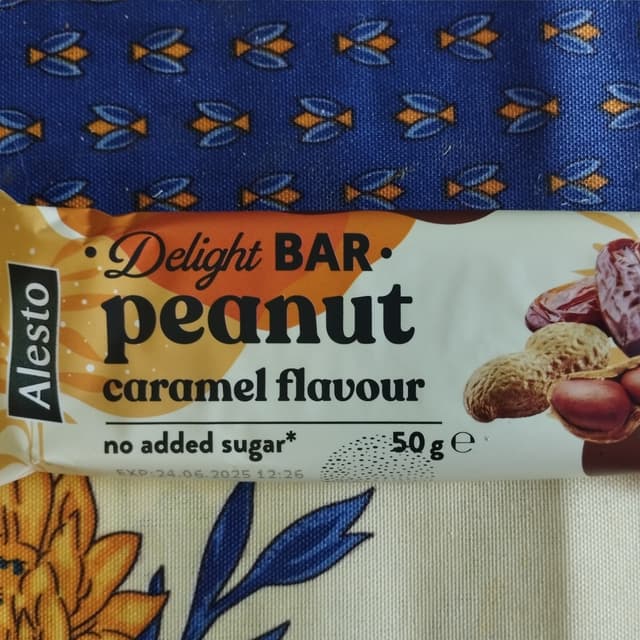 Alesto
• Delight BAR •
peanut
caramel flavour
no added sugar*
50 g ℮
EXP:24.06.2025 12:26